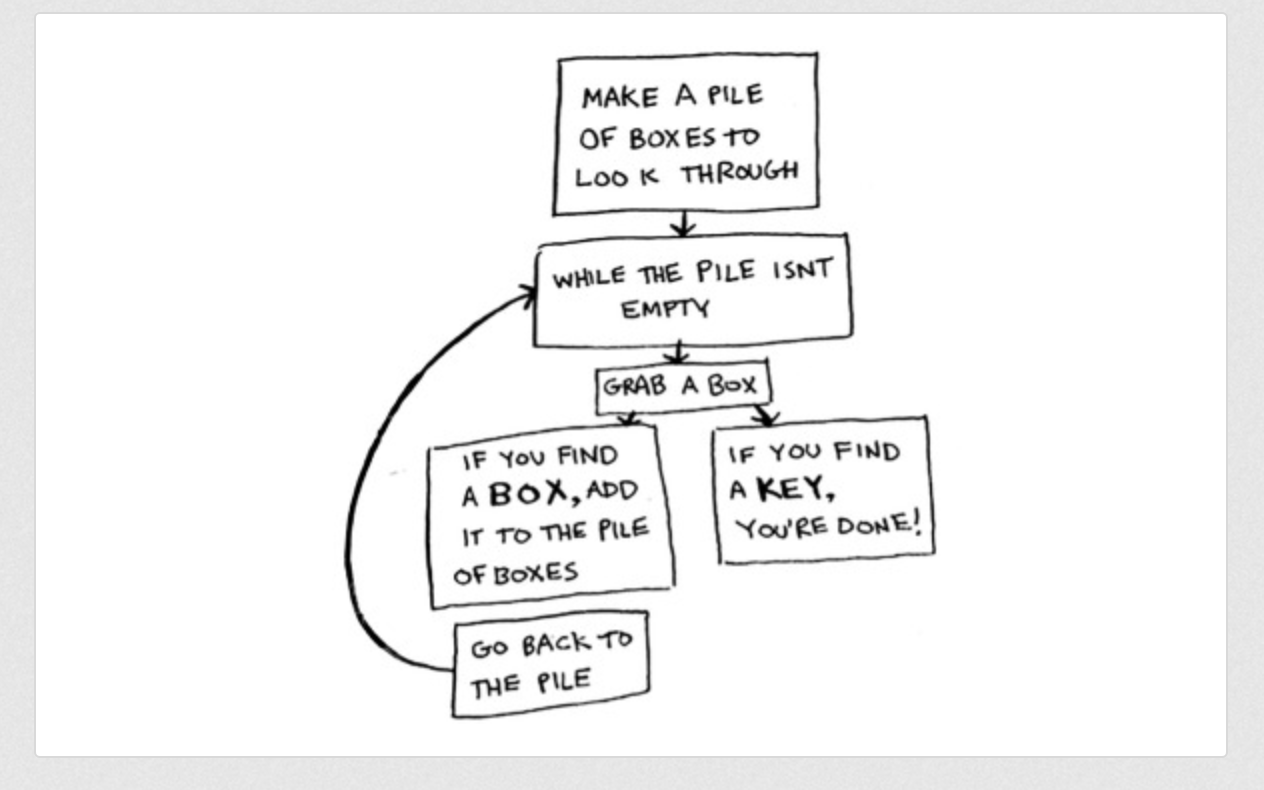 MAKE A PILE
OF BOXES TO
LOOK THROUGH
WHILE THE PILE ISNT
EMPTY
GRAB A BOX
IF YOU FIND
A BOX, ADD
IT TO THE PILE
OF BOXES
IF YOU FIND
A KEY,
YOU'RE DONE!
GO BACK TO
THE PILE